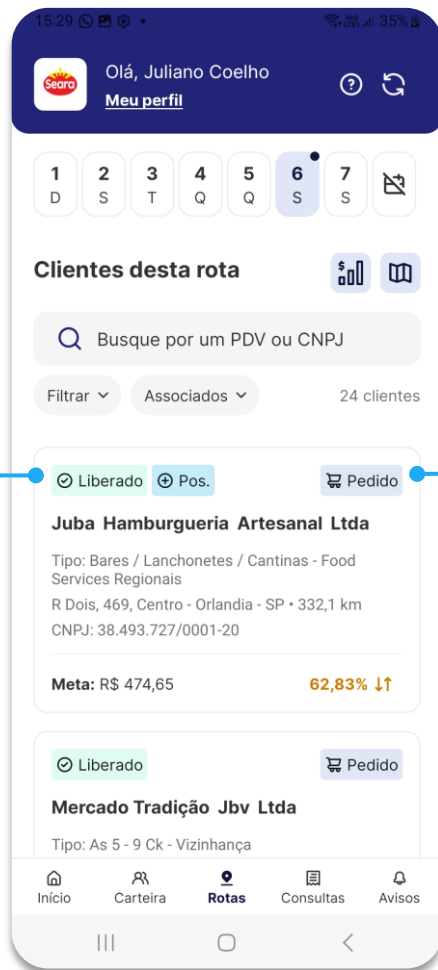 15:29 35%
Seara
Olá, Juliano Coelho
Meu perfil
1 2 3 4 5 6 7
D S T Q Q S S
Clientes desta rota
$
Busque por um PDV ou CNPJ
Filtrar Associados 24 clientes
Liberado Pos. Pedido
Juba Hamburgueria Artesanal Ltda
Tipo: Bares / Lanchonetes / Cantinas - Food
Services Regionais
R Dois, 469, Centro - Orlandia - SP • 332,1 km
CNPJ: 38.493.727/0001-20
Meta: R$ 474,65 62,83% ↓↑
Liberado Pedido
Mercado Tradição Jbv Ltda
Tipo: As 5 - 9 Ck - Vizinhança
Início Carteira Rotas Consultas Avisos